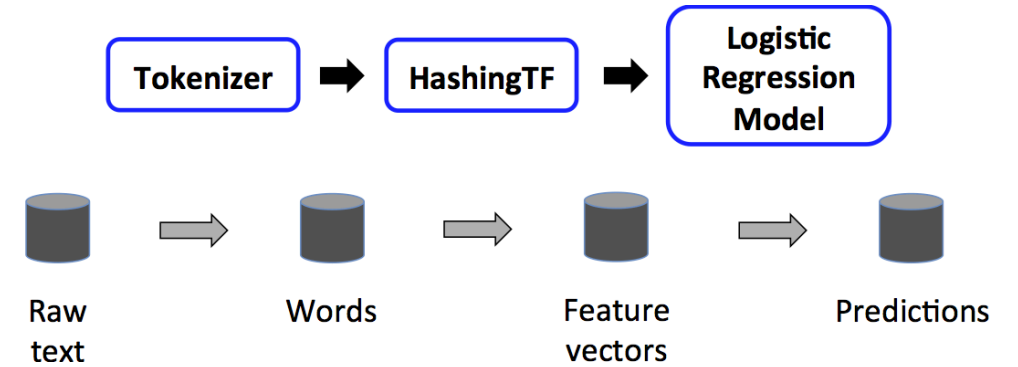 Tokenizer
HashingTF
Logistic
Regression
Model
Raw
text
Words
Feature
vectors
Predictions